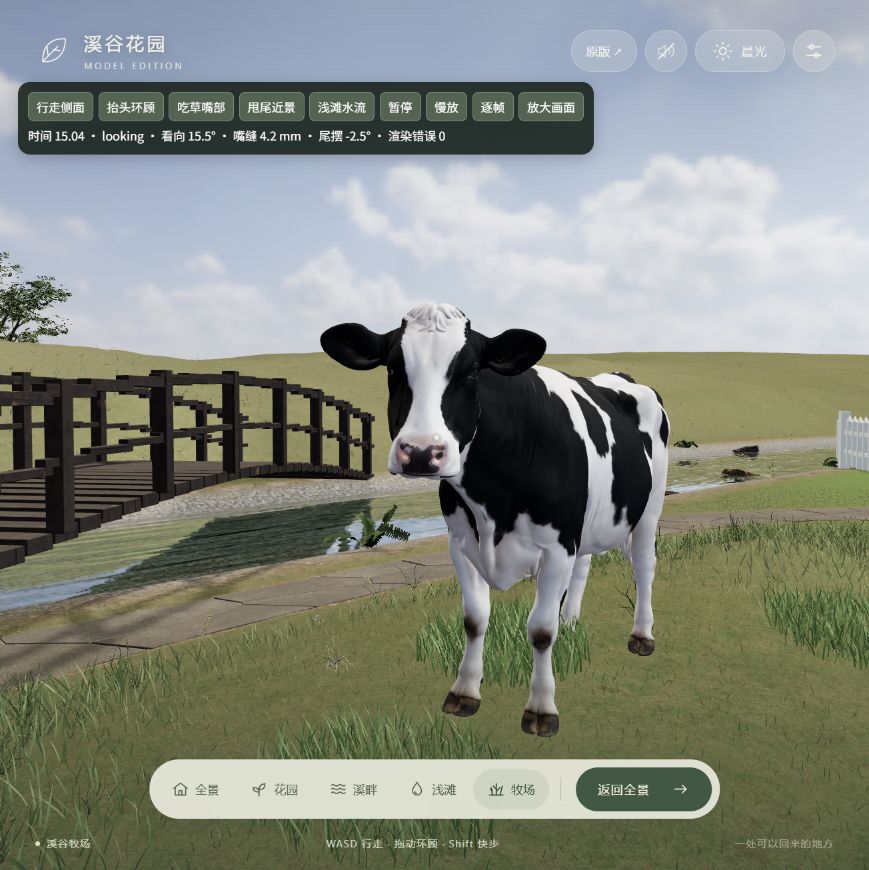 溪谷花园
MODEL EDITION
原版 ↗
晨光
行走侧面 抬头环顾 吃草嘴部 甩尾近景 浅滩水流 暂停 慢放 逐帧 放大画面
时间 15.04 · looking · 看向 15.5° · 嘴缝 4.2 mm · 尾摆 -2.5° · 渲染错误 0
全景 花园 溪畔 浅滩 牧场 返回全景 →
溪谷牧场
WASD 行走 · 拖动环顾 · Shift 快步
一处可以回来的地方